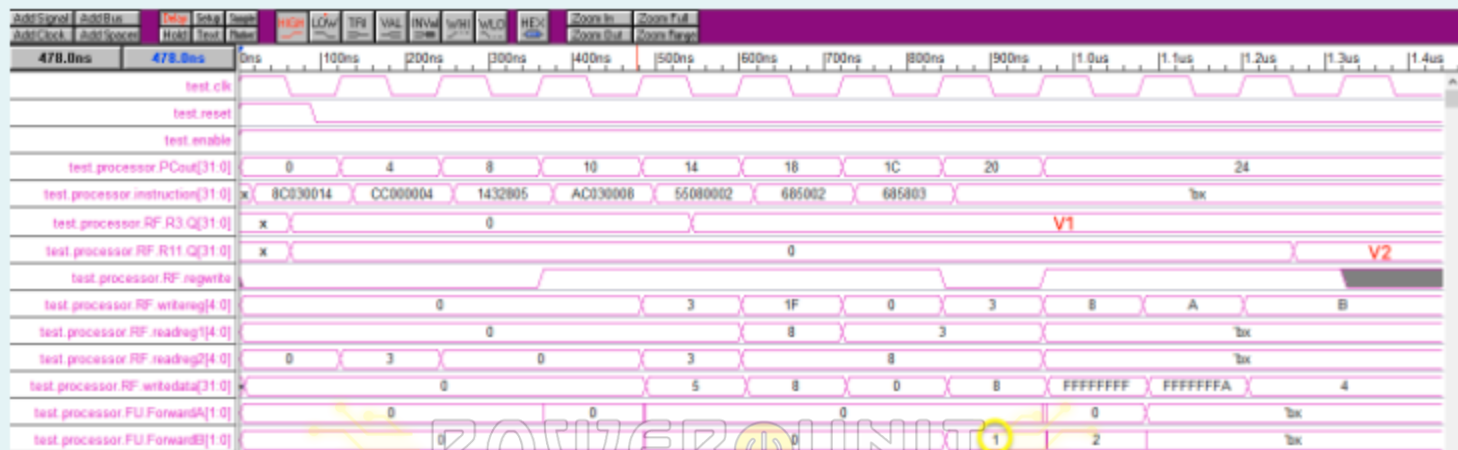 Add Signal Add Bus Delay Setup Sample HIGH LOW TRI VAL INVal WHI WLO HEX Zoom In Zoom Full
Add Clock Add Spacer Hold Text Marker Zoom Out Zoom Range
478.0ns 478.0ns 0ns 100ns 200ns 300ns 400ns 500ns 600ns 700ns 800ns 900ns 1.0us 1.1us 1.2us 1.3us 1.4us
test.clk
test.reset
test.enable
test.processor.PCout[31:0] 0 4 8 10 14 18 1C 20 24
test.processor.instruction[31:0] x 8C030014 CC000004 1432805 AC030008 55080002 685002 685803 'bx
test.processor.RF.R3.Q[31:0] x 0 V1
test.processor.RF.R11.Q[31:0] x 0 V2
test.processor.RF.regwrite
test.processor.RF.writereg[4:0] 0 3 1F 0 3 8 A B
test.processor.RF.readreg1[4:0] 0 8 3 'bx
test.processor.RF.readreg2[4:0] 0 3 0 3 8 'bx
test.processor.RF.writedata[31:0] 0 5 8 0 8 FFFFFFFF FFFFFFFA 4
test.processor.FU.ForwardA[1:0] 0 0 0 0 'bx
test.processor.FU.ForwardB[1:0] 0 0 1 2 'bx